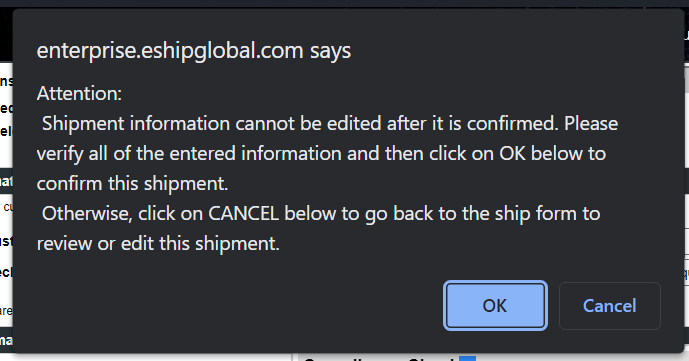 enterprise.eshipglobal.com says
Attention:
Shipment information cannot be edited after it is confirmed. Please
verify all of the entered information and then click on OK below to
confirm this shipment.
Otherwise, click on CANCEL below to go back to the ship form to
review or edit this shipment.
OK Cancel